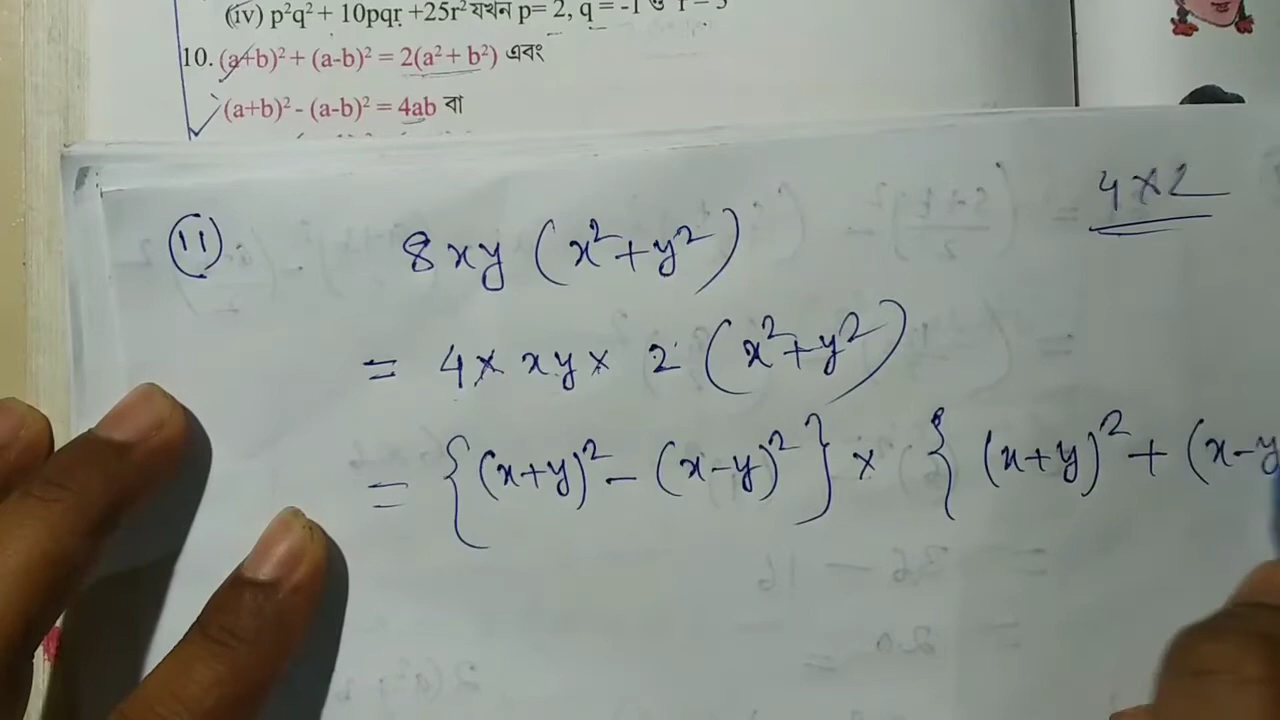 (iv) p²q² + 10pqr +25r² যখন p= 2, q = -1 ও
10. (a+b)² + (a-b)² = 2(a² + b²) এবং
(a+b)² - (a-b)² = 4ab বা
4×2
(11) 8xy (x²+y²)
= 4 × xy × 2 (x²+y²)
= {(x+y)² - (x-y)²} × { (x+y)² + (x-y